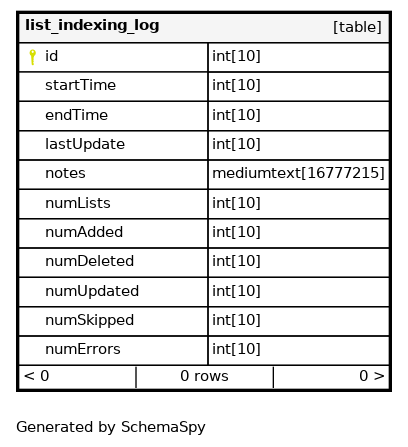 list_indexing_log [table]
id int[10]
startTime int[10]
endTime int[10]
lastUpdate int[10]
notes mediumtext[16777215]
numLists int[10]
numAdded int[10]
numDeleted int[10]
numUpdated int[10]
numSkipped int[10]
numErrors int[10]
< 0 0 rows 0 >
Generated by SchemaSpy